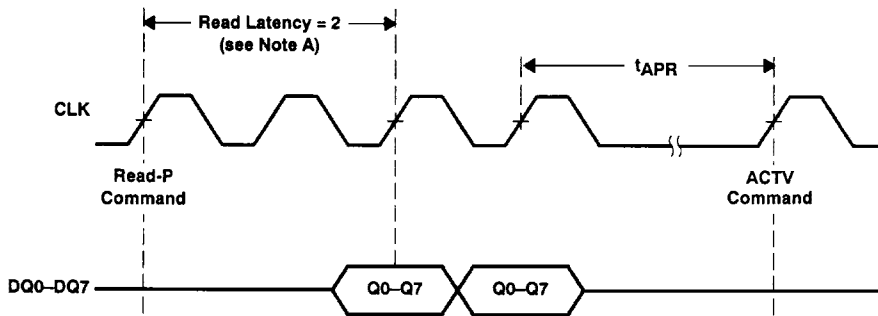 Read Latency = 2
(see Note A)
tAPR
CLK
Read-P
Command
ACTV
Command
DQ0–DQ7
Q0–Q7
Q0–Q7